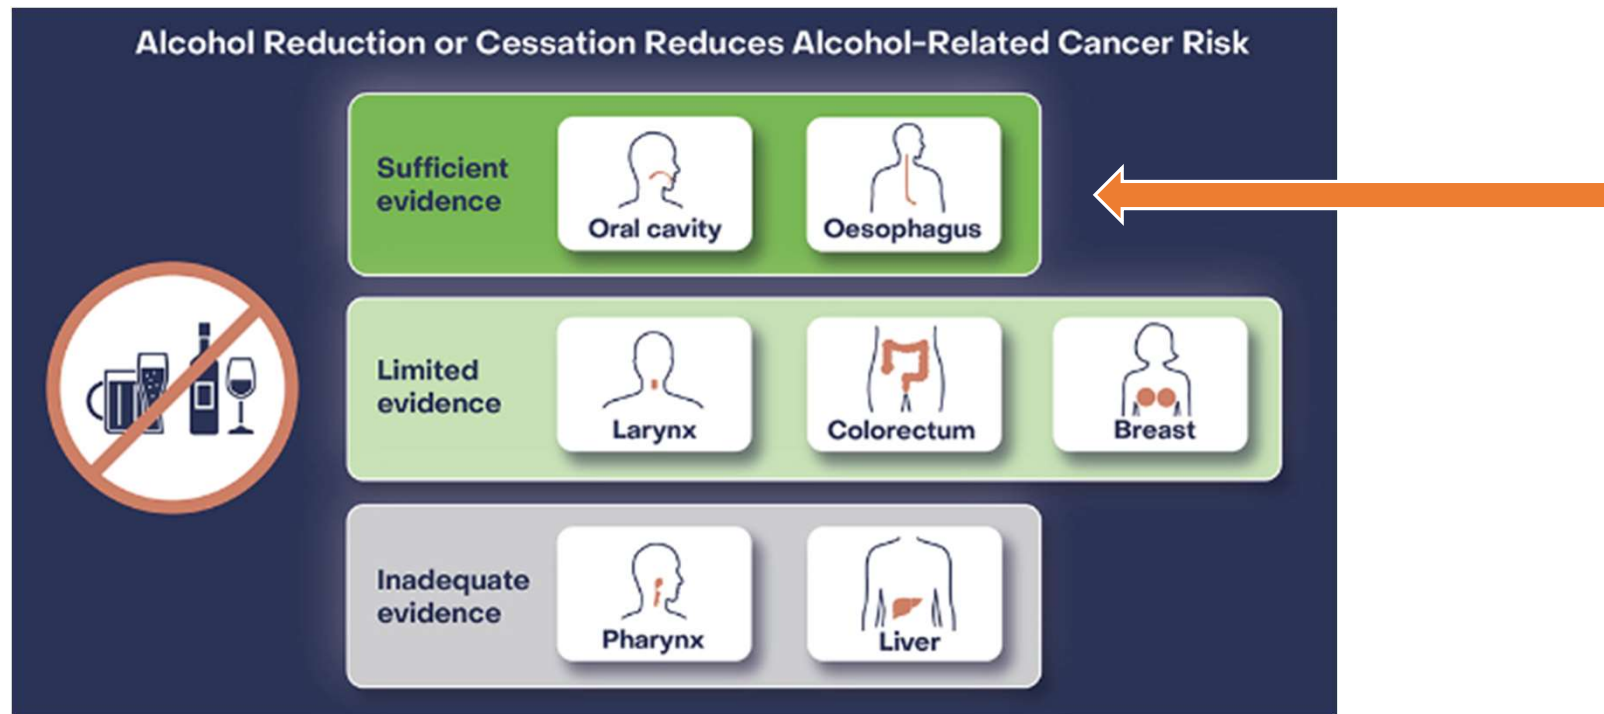 Alcohol Reduction or Cessation Reduces Alcohol-Related Cancer Risk
Sufficient
evidence
Oral cavity
Oesophagus
Limited
evidence
Larynx
Colorectum
Breast
Inadequate
evidence
Pharynx
Liver